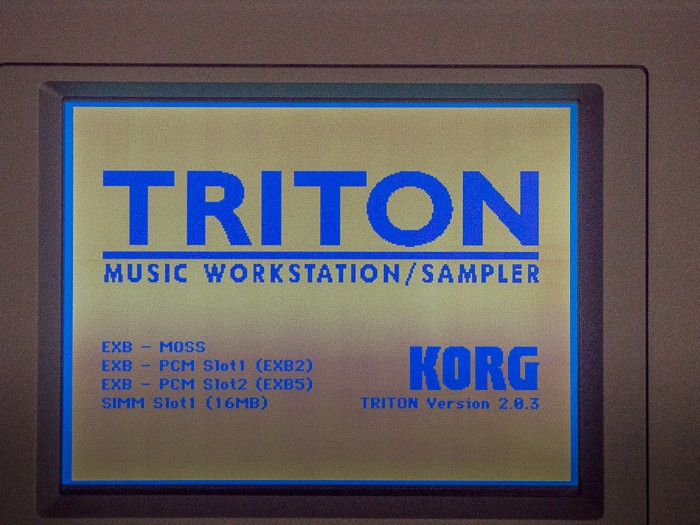 TRITON
MUSIC WORKSTATION/SAMPLER
EXB - MOSS
EXB - PCM Slot1 (EXB2)
EXB - PCM Slot2 (EXB5)
SIMM Slot1 (16MB)
KORG
TRITON Version 2.0.3